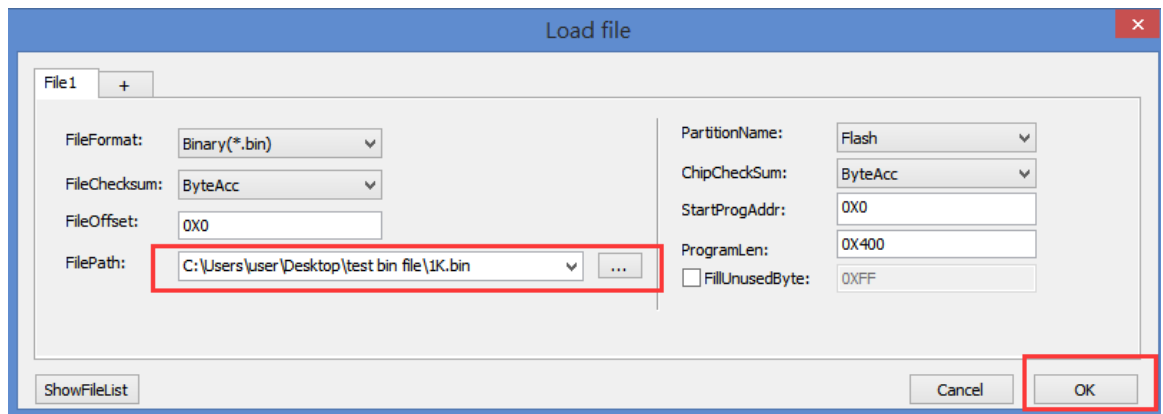 Load file
File1
+
FileFormat:
Binary(*.bin)
FileChecksum:
ByteAcc
FileOffset:
0X0
FilePath:
C:\Users\user\Desktop\test bin file\1K.bin
...
PartitionName:
Flash
ChipCheckSum:
ByteAcc
StartProgAddr:
0X0
ProgramLen:
0X400
FillUnusedByte:
0XFF
ShowFileList
Cancel
OK